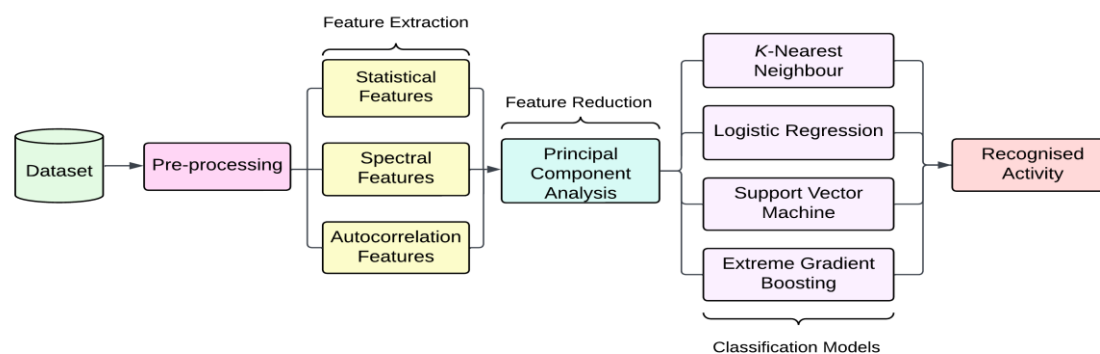 Feature Extraction
Statistical
Features
Spectral
Features
Autocorrelation
Features
Dataset
Pre-processing
Feature Reduction
Principal
Component
Analysis
K-Nearest
Neighbour
Logistic Regression
Support Vector
Machine
Extreme Gradient
Boosting
Classification Models
Recognised
Activity